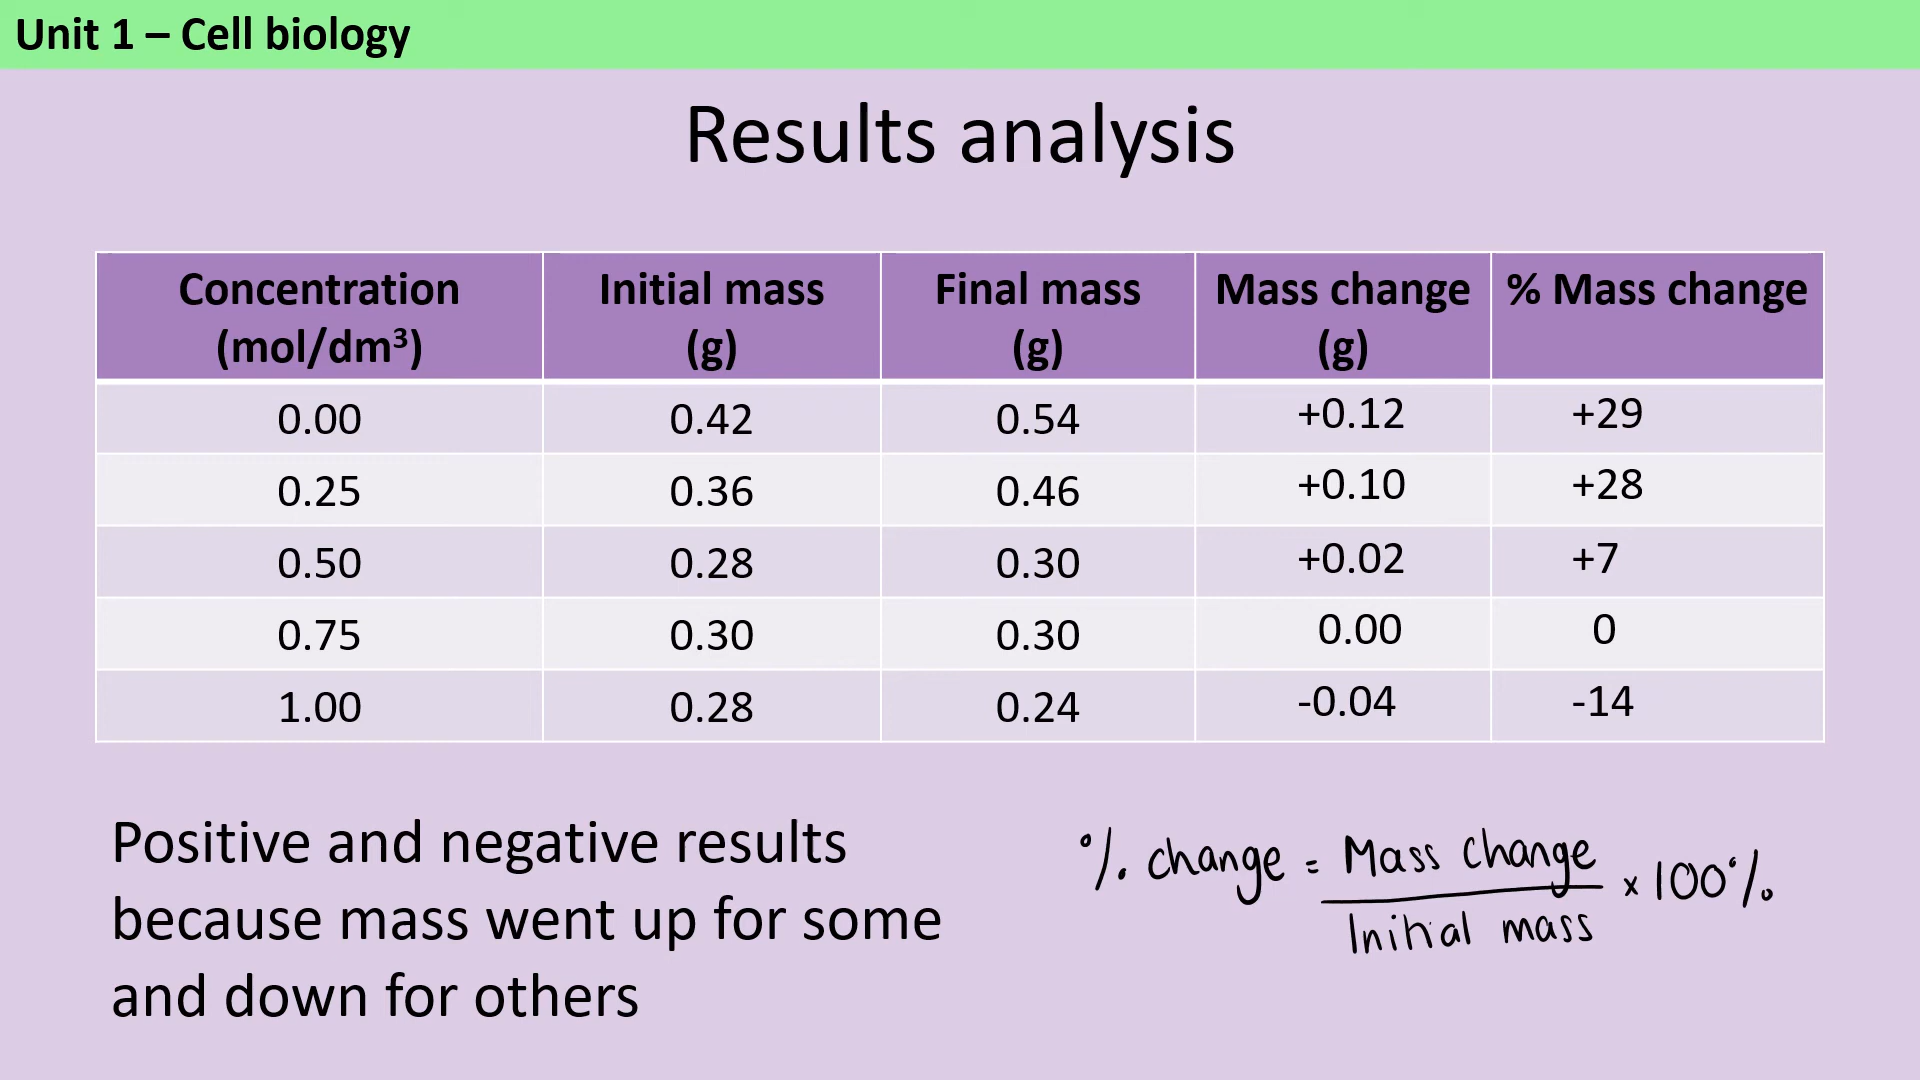 Unit 1 – Cell biology
Results analysis
Concentration (mol/dm³) Initial mass (g) Final mass (g) Mass change (g) % Mass change
0.00 0.42 0.54 +0.12 +29
0.25 0.36 0.46 +0.10 +28
0.50 0.28 0.30 +0.02 +7
0.75 0.30 0.30 0.00 0
1.00 0.28 0.24 -0.04 -14
Positive and negative results
because mass went up for some
and down for others
% change = Mass change / Initial mass × 100%